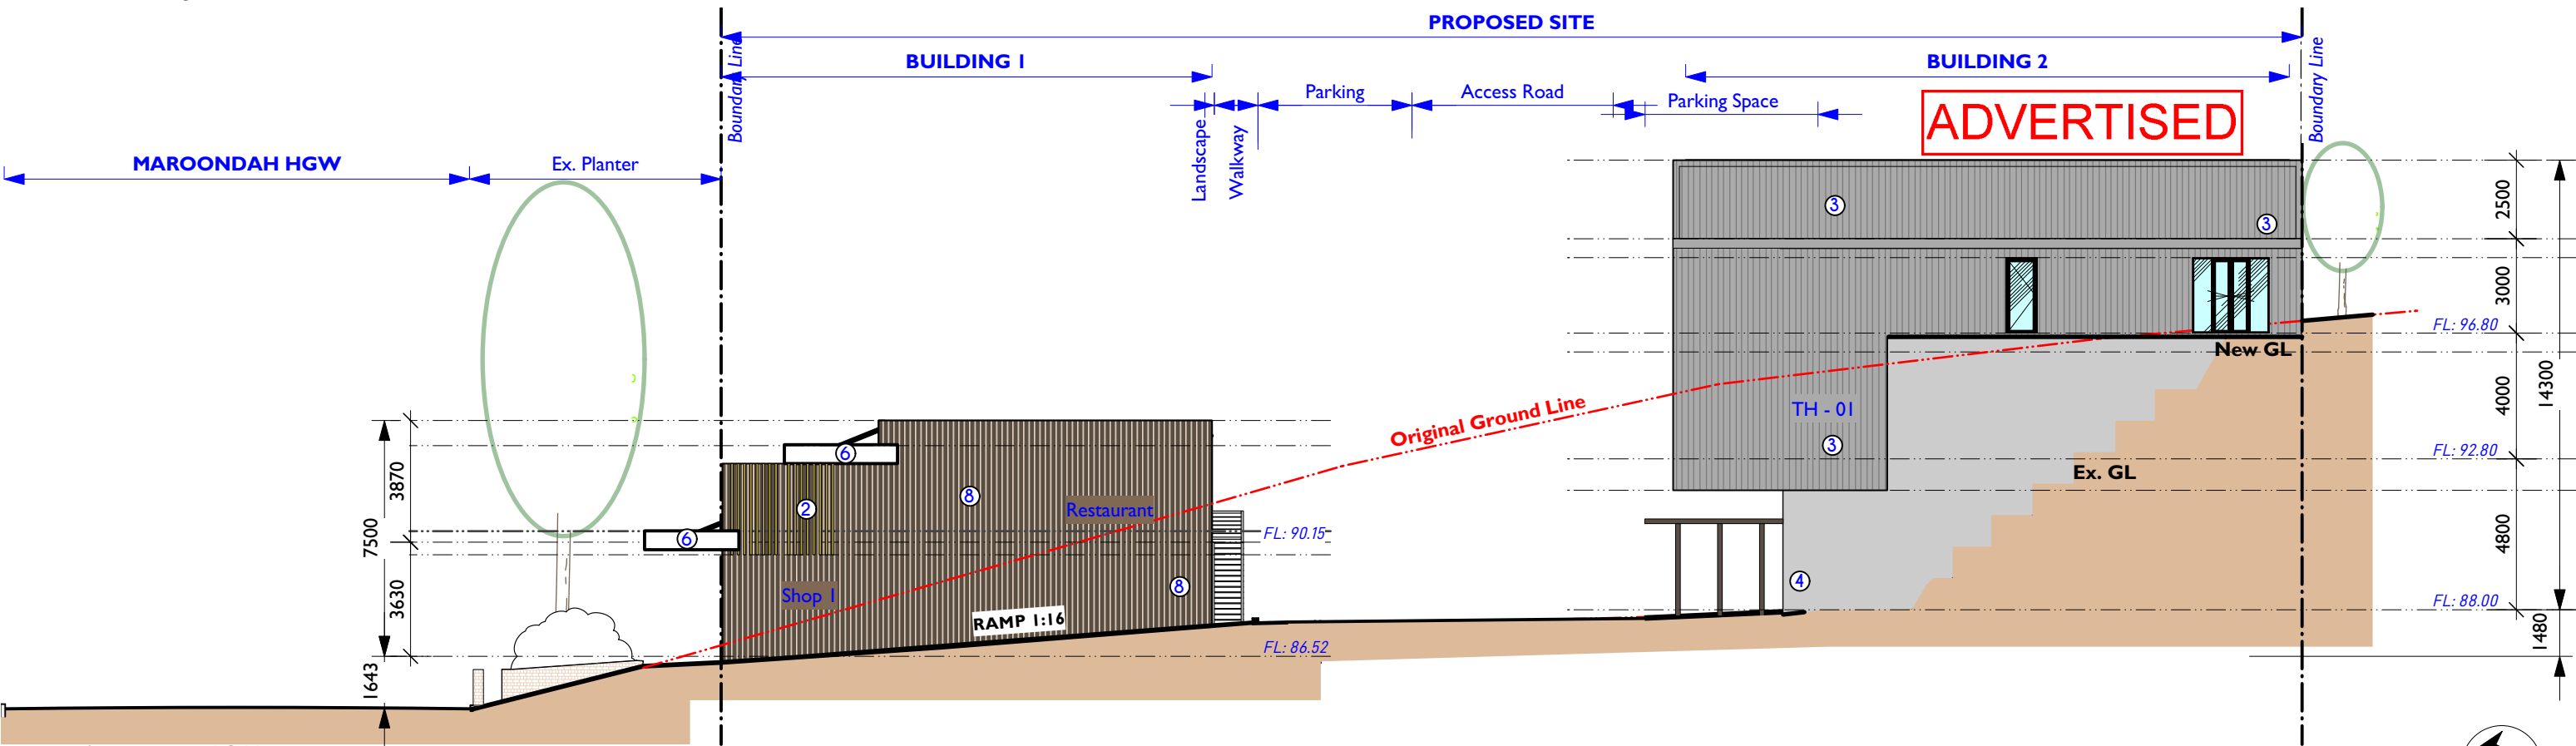 PROPOSED SITE
BUILDING 1
BUILDING 2
Boundary Line
Boundary Line
Parking
Access Road
Parking Space
ADVERTISED
Landscape
Walkway
MAROONDAH HGW
Ex. Planter
3
3
2500
3000
FL: 96.80
New GL
4000
14300
TH - 01
3
Original Ground Line
6
3870
8
2
Restaurant
7500
6
FL: 90.15
FL: 92.80
Ex. GL
4800
3630
Shop 1
8
4
FL: 88.00
RAMP 1:16
1480
FL: 86.52
1643